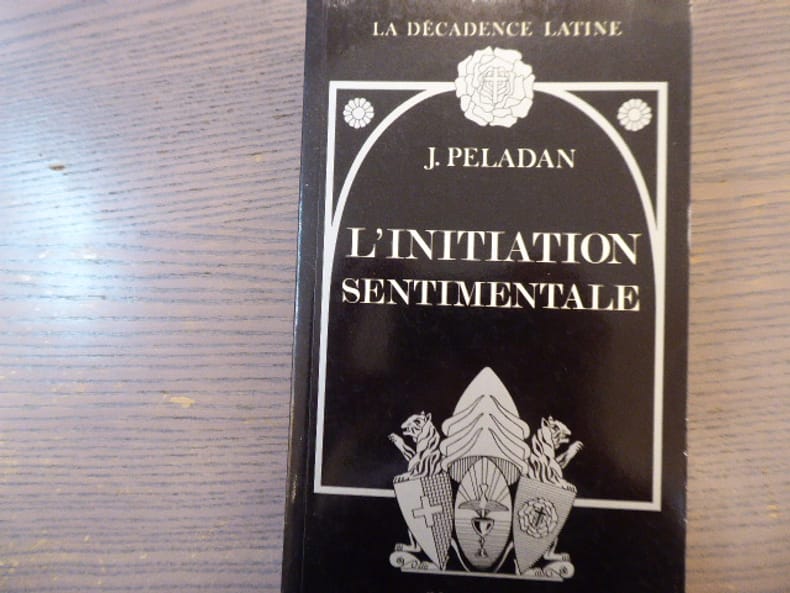 LA DÉCADENCE LATINE
J. PELADAN
L'INITIATION
SENTIMENTALE